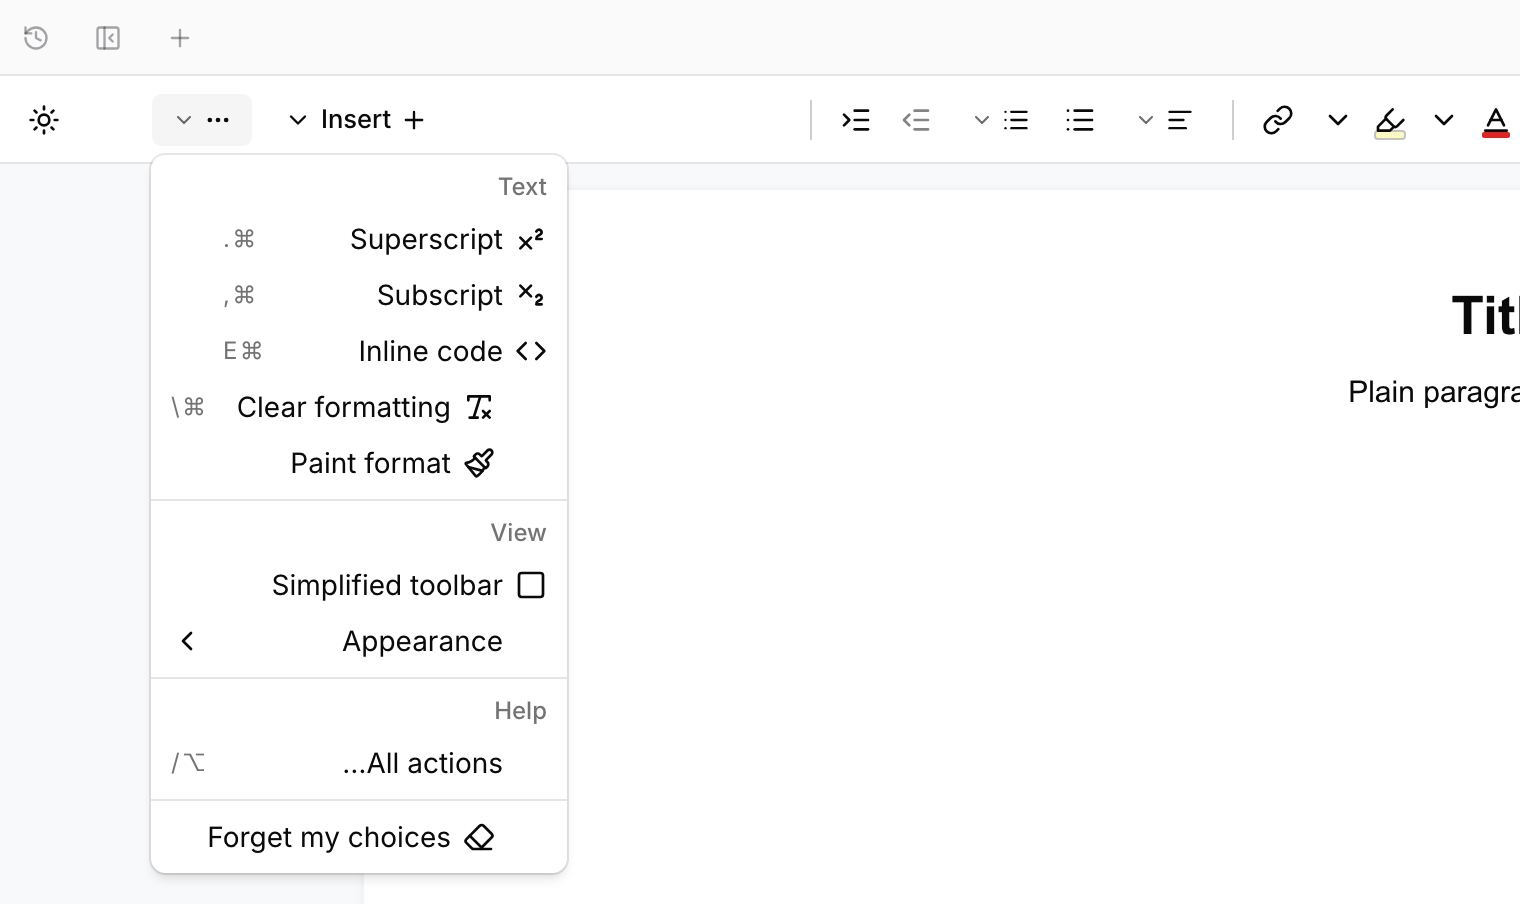 Insert
Text
Superscript .⌘
Subscript ,⌘
Inline code E⌘
Clear formatting \⌘
Paint format
View
Simplified toolbar
Appearance
Help
...All actions /⌥
Forget my choices
Titl
Plain paragra